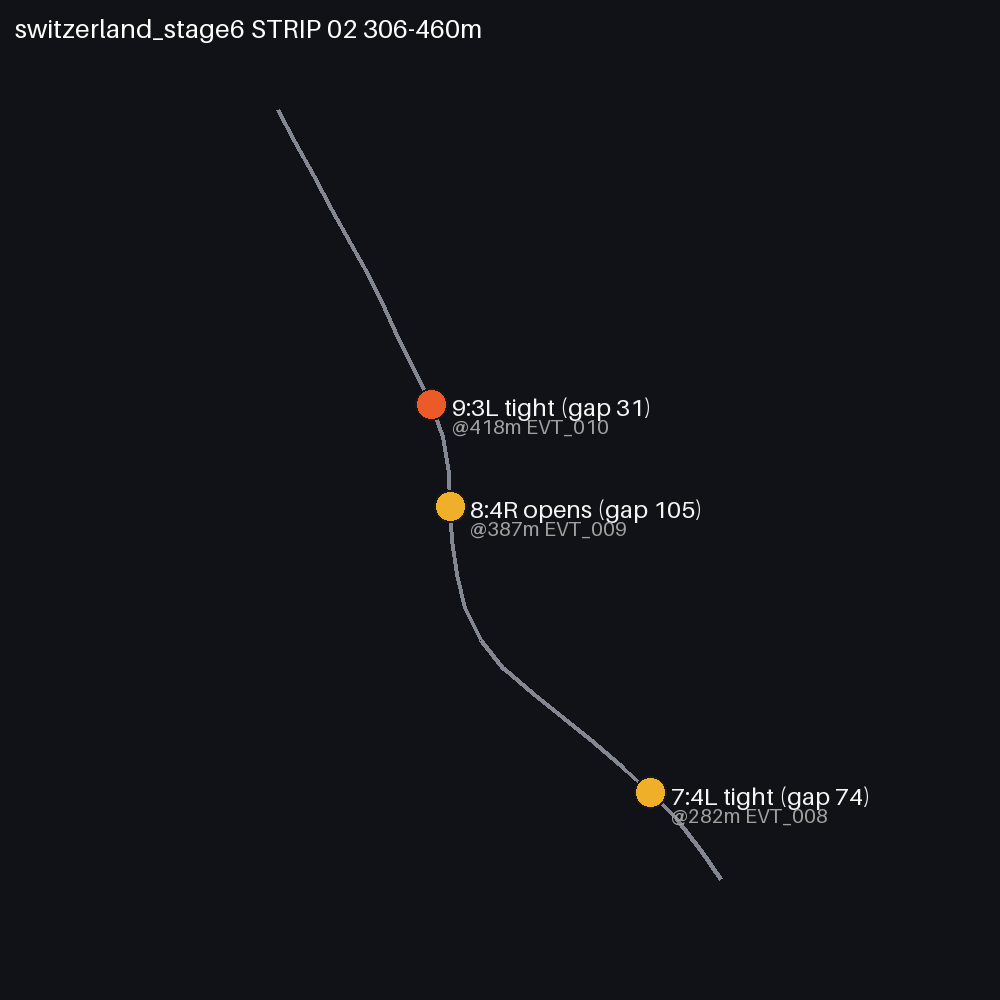 switzerland_stage6 STRIP 02 306-460m
9:3L tight (gap 31)
@418m EVT_010
8:4R opens (gap 105)
@387m EVT_009
7:4L tight (gap 74)
@282m EVT_008